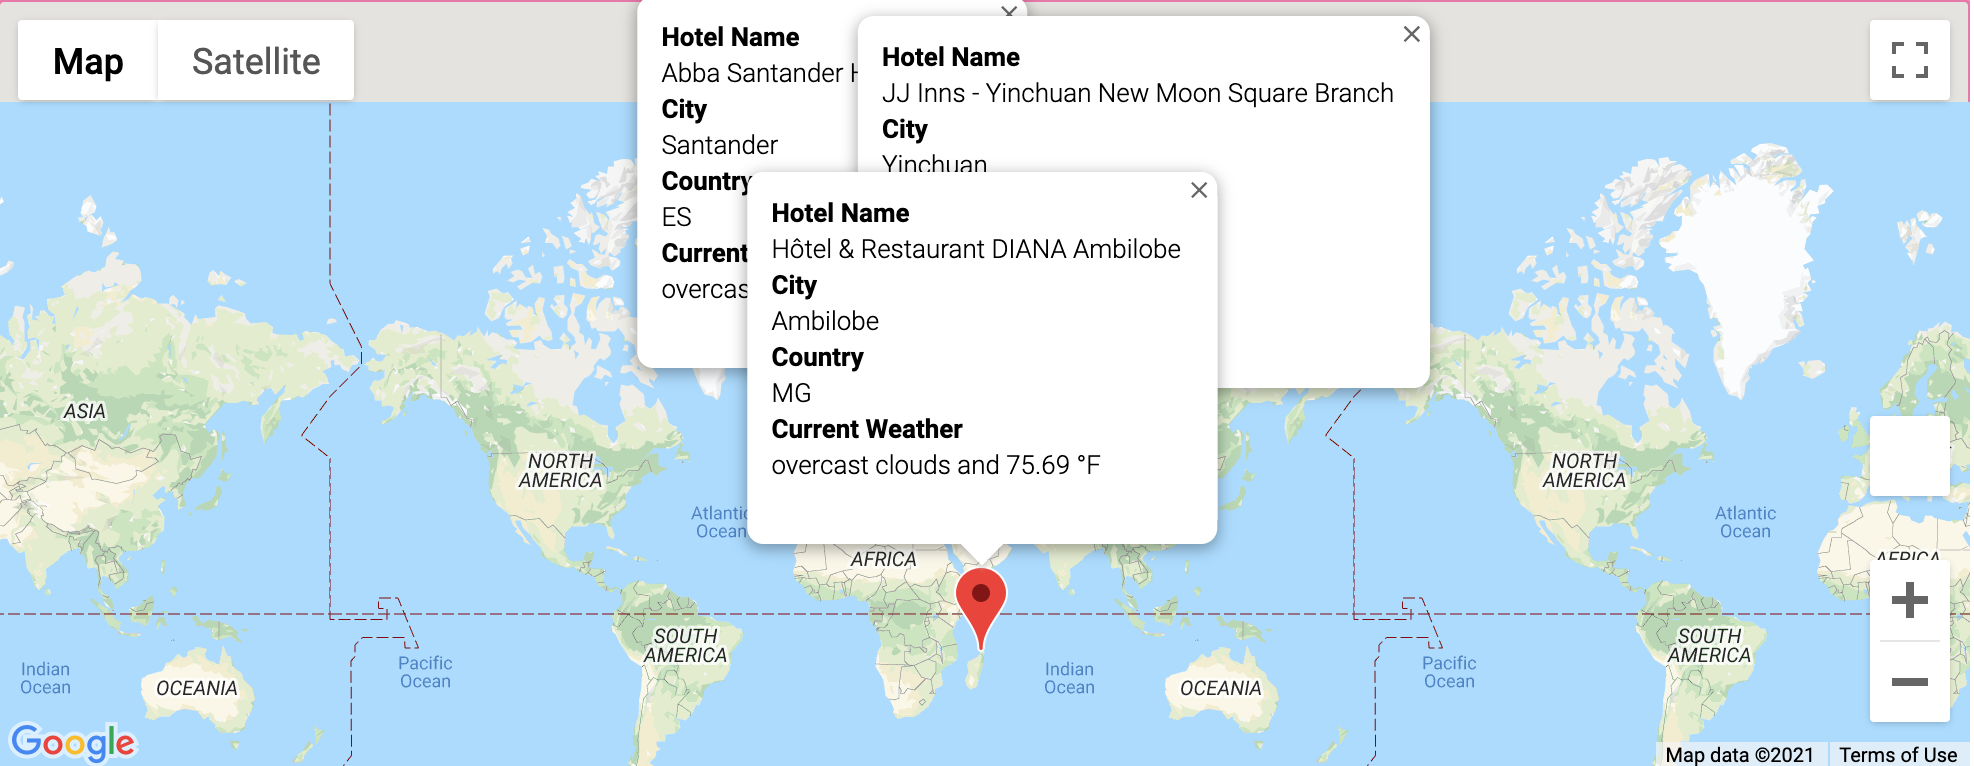 Map
Satellite
Hotel Name
Abba Santander
City
Santander
Country
ES
Current
Hotel Name
JJ Inns - Yinchuan New Moon Square Branch
City
Yinchuan
Hotel Name
Hôtel & Restaurant DIANA Ambilobe
City
Ambilobe
Country
MG
Current Weather
overcast clouds and 75.69 °F
ASIA
NORTH
AMERICA
Atlantic
Ocean
AFRICA
NORTH
AMERICA
Atlantic
Ocean
AFRICA
SOUTH
AMERICA
SOUTH
AMERICA
Indian
Ocean
OCEANIA
Pacific
Ocean
Indian
Ocean
OCEANIA
Pacific
Ocean
Google
Map data ©2021
Terms of Use